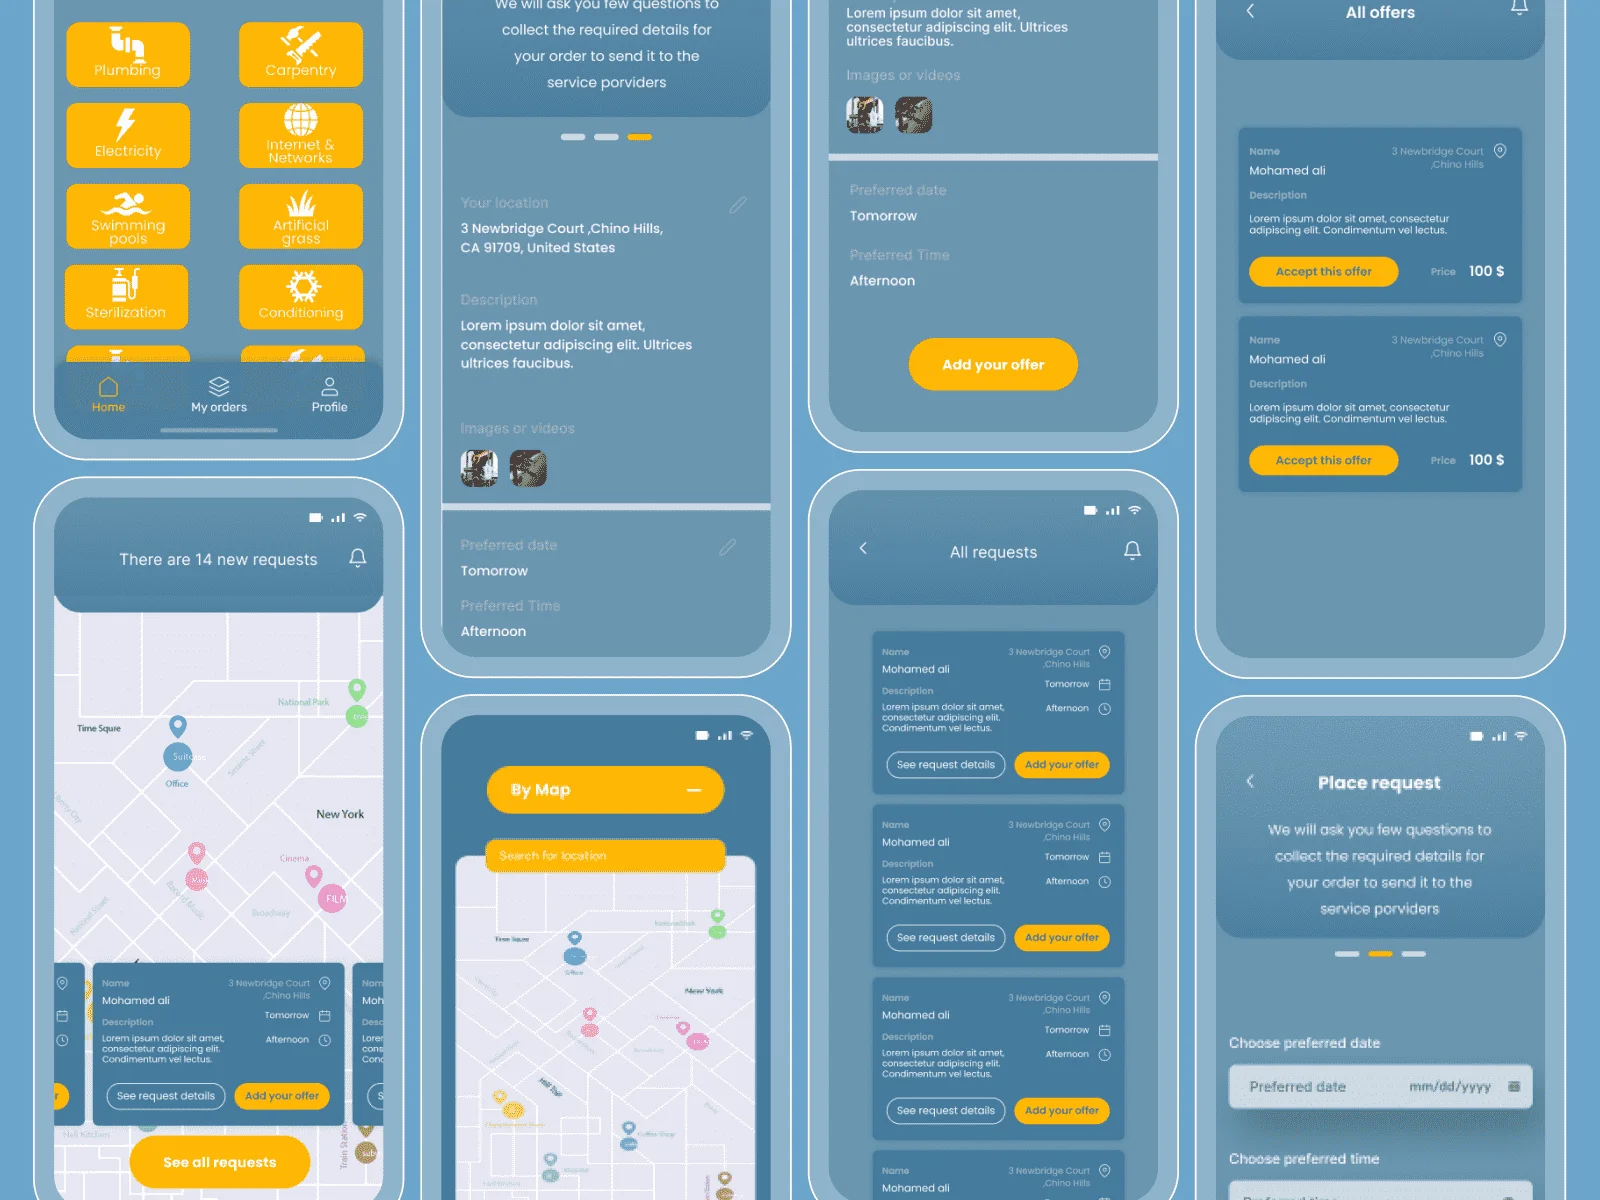 Plumbing
Carpentry
Electricity
Internet &
Networks
Swimming
pools
Artificial
grass
Sterilization
Conditioning
Home
My orders
Profile
There are 14 new requests
National Park
Time Squre
Office
New York
Cinema
FILM
Broadway
Name
Mohamed ali
3 Newbridge Court
,Chino Hills
Description
Tomorrow
Lorem ipsum dolor sit amet,
consectetur adipiscing elit.
Condimentum vel lectus.
Afternoon
See request details
Add your offer
See all requests
We will ask you few questions to
collect the required details for
your order to send it to the
service porviders
Your location
3 Newbridge Court ,Chino Hills,
CA 91709, United States
Description
Lorem ipsum dolor sit amet,
consectetur adipiscing elit. Ultrices
ultrices faucibus.
Images or videos
Preferred date
Tomorrow
Preferred Time
Afternoon
By Map
Search for location
Time Squre
Office
New York
Lorem ipsum dolor sit amet,
consectetur adipiscing elit. Ultrices
ultrices faucibus.
Images or videos
Preferred date
Tomorrow
Preferred Time
Afternoon
Add your offer
All requests
Name
Mohamed ali
3 Newbridge Court
,Chino Hills
Description
Tomorrow
Lorem ipsum dolor sit amet,
consectetur adipiscing elit.
Condimentum vel lectus.
Afternoon
See request details
Add your offer
Name
Mohamed ali
3 Newbridge Court
,Chino Hills
Description
Tomorrow
Lorem ipsum dolor sit amet,
consectetur adipiscing elit.
Condimentum vel lectus.
Afternoon
See request details
Add your offer
Name
Mohamed ali
3 Newbridge Court
,Chino Hills
Description
Tomorrow
Lorem ipsum dolor sit amet,
consectetur adipiscing elit.
Condimentum vel lectus.
Afternoon
See request details
Add your offer
Name
Mohamed ali
3 Newbridge Court
,Chino Hills
All offers
Name
Mohamed ali
3 Newbridge Court
,Chino Hills
Description
Lorem ipsum dolor sit amet, consectetur
adipiscing elit. Condimentum vel lectus.
Accept this offer
Price 100 $
Name
Mohamed ali
3 Newbridge Court
,Chino Hills
Description
Lorem ipsum dolor sit amet, consectetur
adipiscing elit. Condimentum vel lectus.
Accept this offer
Price 100 $
Place request
We will ask you few questions to
collect the required details for
your order to send it to the
service porviders
Choose preferred date
Preferred date mm/dd/yyyy
Choose preferred time
Preferred time